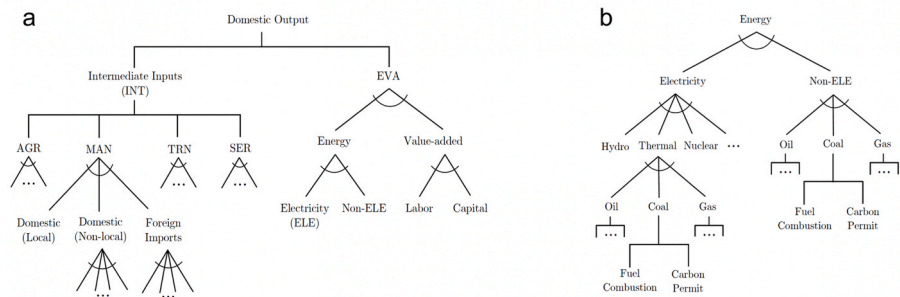 a
Domestic Output
Intermediate Inputs
(INT)
EVA
AGR
MAN
TRN
SER
Energy
Value-added
...
...
...
Domestic
(Local)
Domestic
(Non-local)
Foreign
Imports
Electricity
(ELE)
Non-ELE
Labor
Capital
...
...
b
Energy
Electricity
Non-ELE
Hydro
Thermal
Nuclear
...
Oil
Coal
Gas
...
...
Oil
Coal
Gas
...
...
Fuel
Combustion
Carbon
Permit
Fuel
Combustion
Carbon
Permit